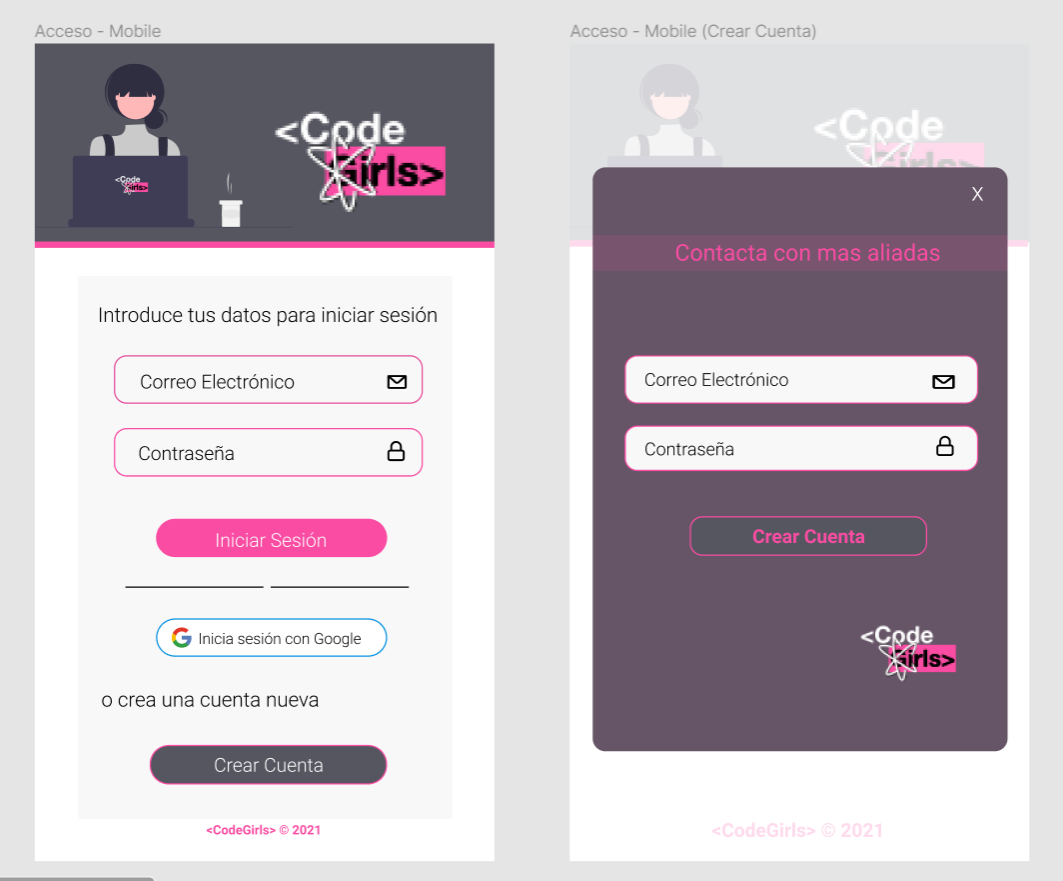 Acceso - Mobile
<Code
Girls>
<Code
Girls>
Introduce tus datos para iniciar sesión
Correo Electrónico
Contraseña
Iniciar Sesión
Inicia sesión con Google
o crea una cuenta nueva
Crear Cuenta
<CodeGirls> © 2021
Acceso - Mobile (Crear Cuenta)
<Code
Girls>
X
Contacta con mas aliadas
Correo Electrónico
Contraseña
Crear Cuenta
<Code
Girls>
<CodeGirls> © 2021